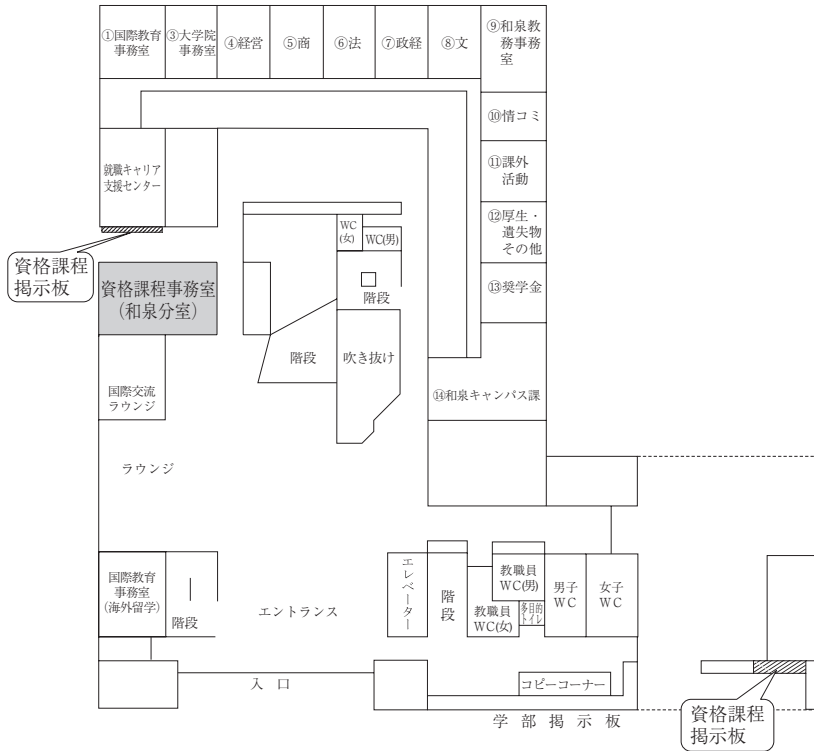 ①国際教育
事務室
③大学院
事務室
④経営
⑤商
⑥法
⑦政経
⑧文
⑨和泉教
務事務
室
⑩情コミ
⑪課外
活動
⑫厚生・
遺失物
その他
⑬奨学金
⑭和泉キャンパス課
就職キャリア
支援センター
資格課程
掲示板
資格課程事務室
(和泉分室)
国際交流
ラウンジ
ラウンジ
WC
(女)
WC(男)
階段
階段
吹き抜け
国際教育
事務室
(海外留学)
階段
エントランス
エレベーター
階段
教職員
WC(男)
教職員
WC(女)
多目的
トイレ
男子
WC
女子
WC
入口
コピーコーナー
学部掲示板
資格課程
掲示板